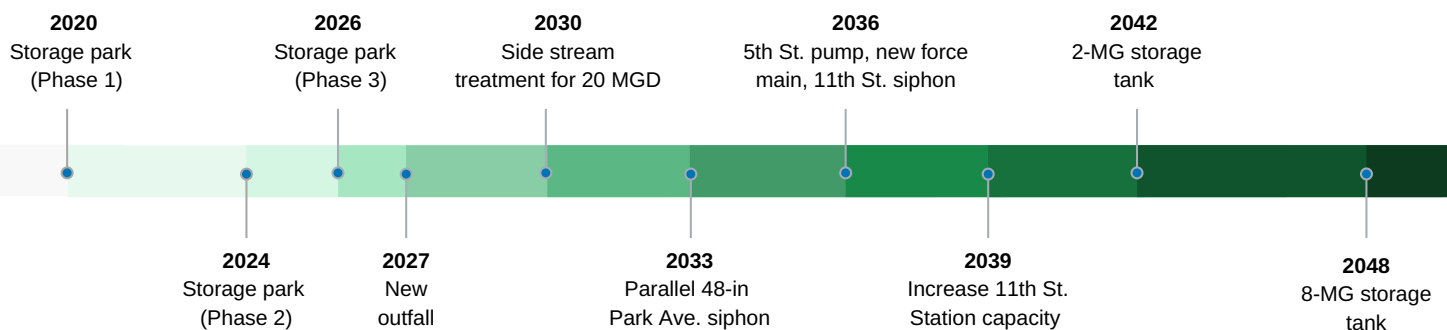 2020
Storage park
(Phase 1)
2026
Storage park
(Phase 3)
2030
Side stream
treatment for 20 MGD
2036
5th St. pump, new force
main, 11th St. siphon
2042
2-MG storage
tank
2024
Storage park
(Phase 2)
2027
New
outfall
2033
Parallel 48-in
Park Ave. siphon
2039
Increase 11th St.
Station capacity
2048
8-MG storage
tank